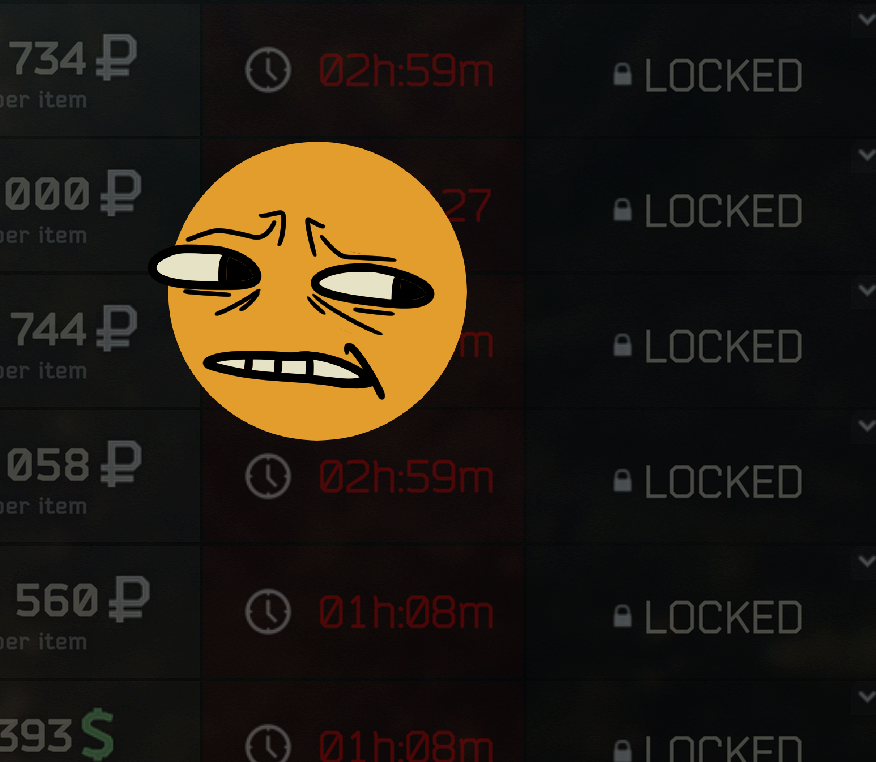 734 ₽ 02h:59m LOCKED
per item
000 ₽ 27 LOCKED
per item
744 ₽ m LOCKED
per item
058 ₽ 02h:59m LOCKED
per item
560 ₽ 01h:08m LOCKED
per item
393 $ 01h:08m LOCKED